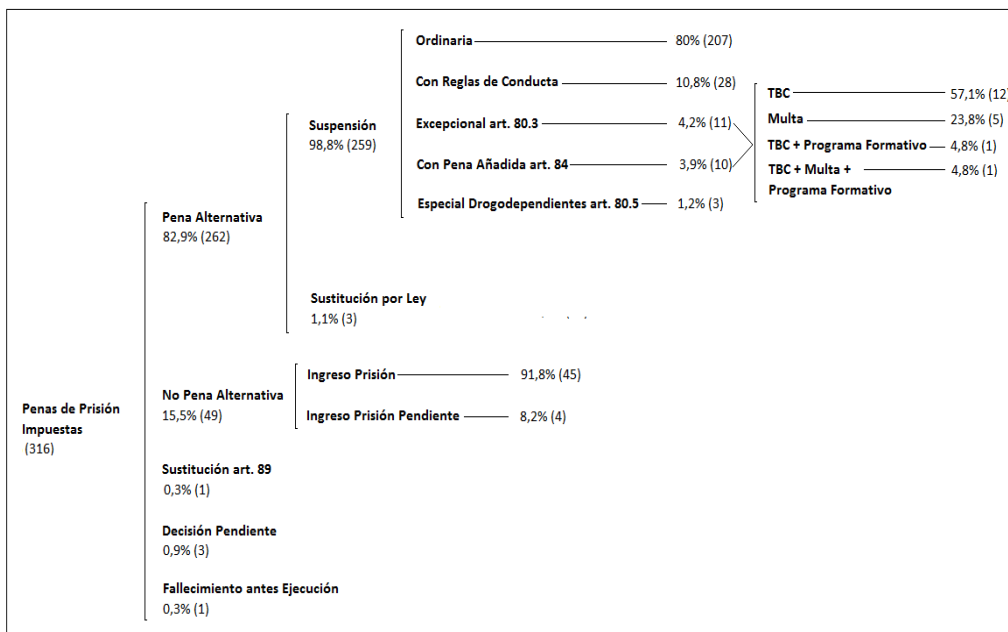 Penas de Prisión
Impuestas
(316)
Pena Alternativa
82,9% (262)
Suspensión
98,8% (259)
Ordinaria 80% (207)
Con Reglas de Conducta 10,8% (28)
Excepcional art. 80.3 4,2% (11)
Con Pena Añadida art. 84 3,9% (10)
Especial Drogodependientes art. 80.5 1,2% (3)
TBC 57,1% (12)
Multa 23,8% (5)
TBC + Programa Formativo 4,8% (1)
TBC + Multa + 4,8% (1)
Programa Formativo
Sustitución por Ley
1,1% (3)
No Pena Alternativa
15,5% (49)
Ingreso Prisión 91,8% (45)
Ingreso Prisión Pendiente 8,2% (4)
Sustitución art. 89
0,3% (1)
Decisión Pendiente
0,9% (3)
Fallecimiento antes Ejecución
0,3% (1)